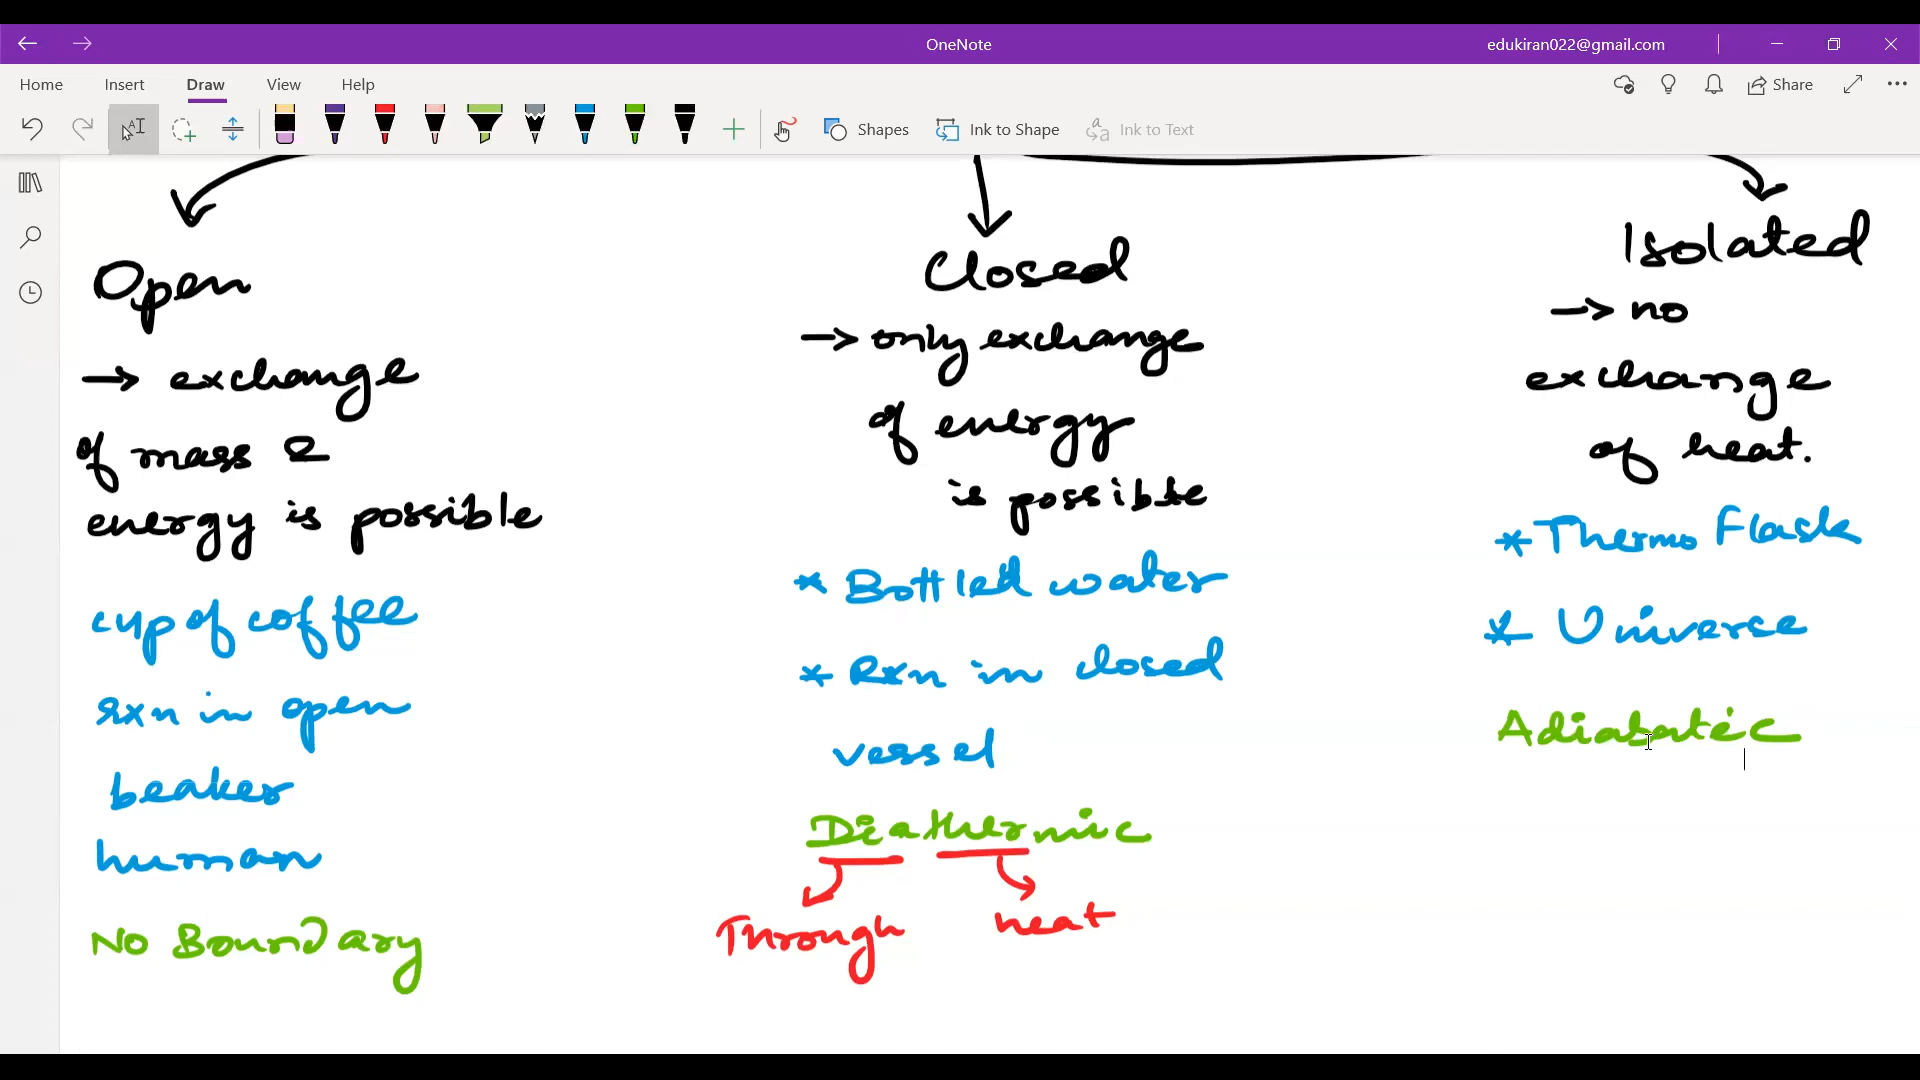 OneNote
edukiran022@gmail.com
Home
Insert
Draw
View
Help
Share
Shapes
Ink to Shape
Ink to Text
Open
→ exchange
of mass &
energy is possible
cup of coffee
rxn in open
beaker
human
No Boundary
Closed
→ only exchange
of energy
is possible
* Bottled water
* Rxn in closed
vessel
Diathermic
Through
heat
Isolated
→ no
exchange
of heat.
* Thermo Flask
* Universe
Adiabatic